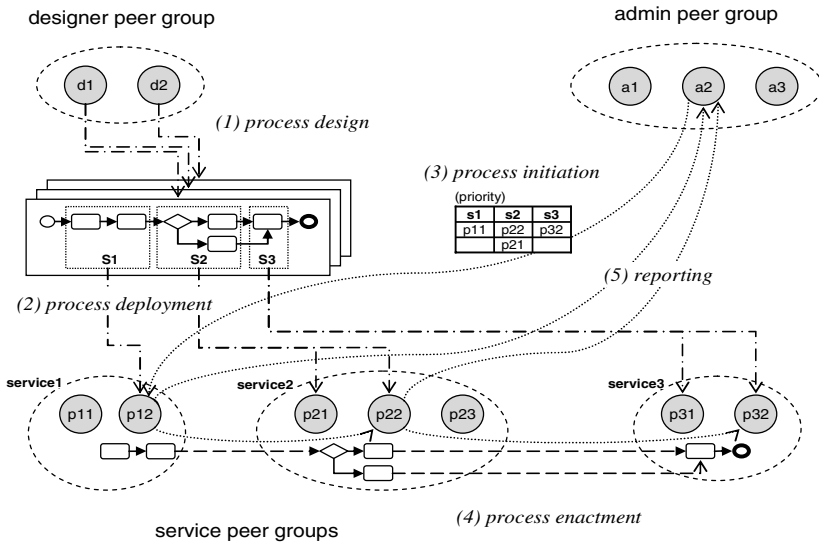 designer peer group
admin peer group
d1 d2
a1 a2 a3
(1) process design
(3) process initiation
(priority)
s1 s2 s3
p11 p22 p32
p21
S1 S2 S3
(5) reporting
(2) process deployment
service1
service2
service3
p11 p12
p21 p22 p23
p31 p32
(4) process enactment
service peer groups